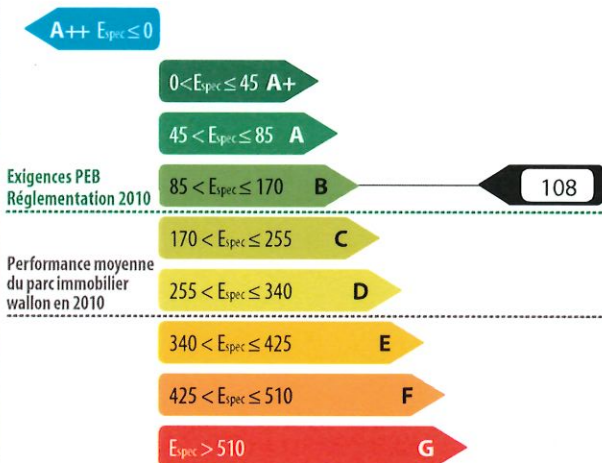 A++ Espec ≤ 0
0 < Espec ≤ 45 A+
45 < Espec ≤ 85 A
Exigences PEB
Réglementation 2010
85 < Espec ≤ 170 B
108
170 < Espec ≤ 255 C
Performance moyenne
du parc immobilier
wallon en 2010
255 < Espec ≤ 340 D
340 < Espec ≤ 425 E
425 < Espec ≤ 510 F
Espec > 510 G